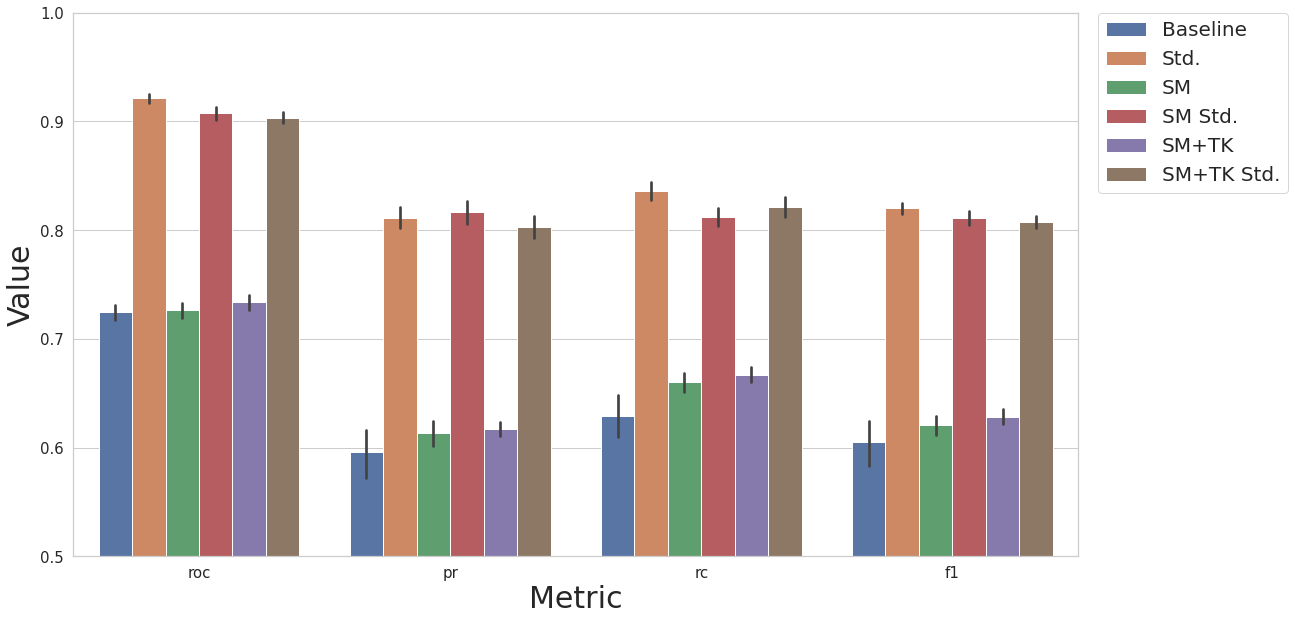 1.0
0.9
0.8
0.7
0.6
0.5
Value
roc
pr
rc
f1
Metric
Baseline
Std.
SM
SM Std.
SM+TK
SM+TK Std.